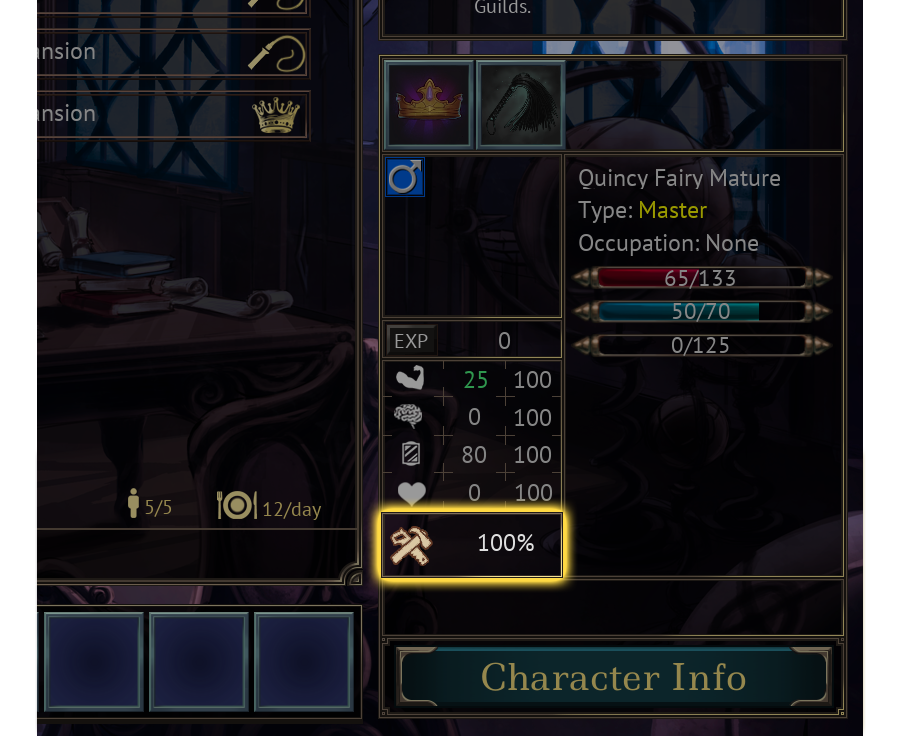 Guilds.
ansion
ansion
Quincy Fairy Mature
Type: Master
Occupation: None
65/133
50/70
0/125
EXP 0
25 100
0 100
80 100
0 100
100%
5/5 12/day
Character Info